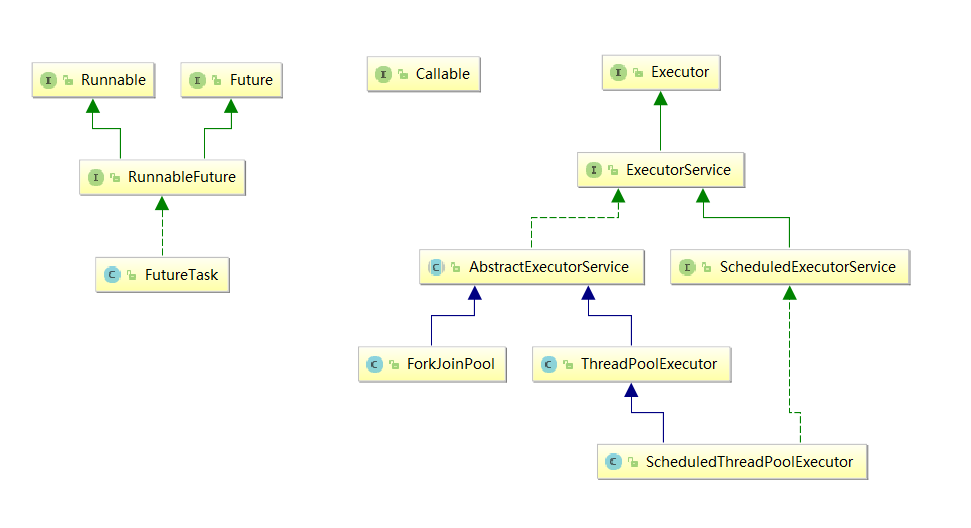 I Runnable
I Future
I Callable
I Executor
I RunnableFuture
I ExecutorService
C FutureTask
C AbstractExecutorService
I ScheduledExecutorService
C ForkJoinPool
C ThreadPoolExecutor
C ScheduledThreadPoolExecutor